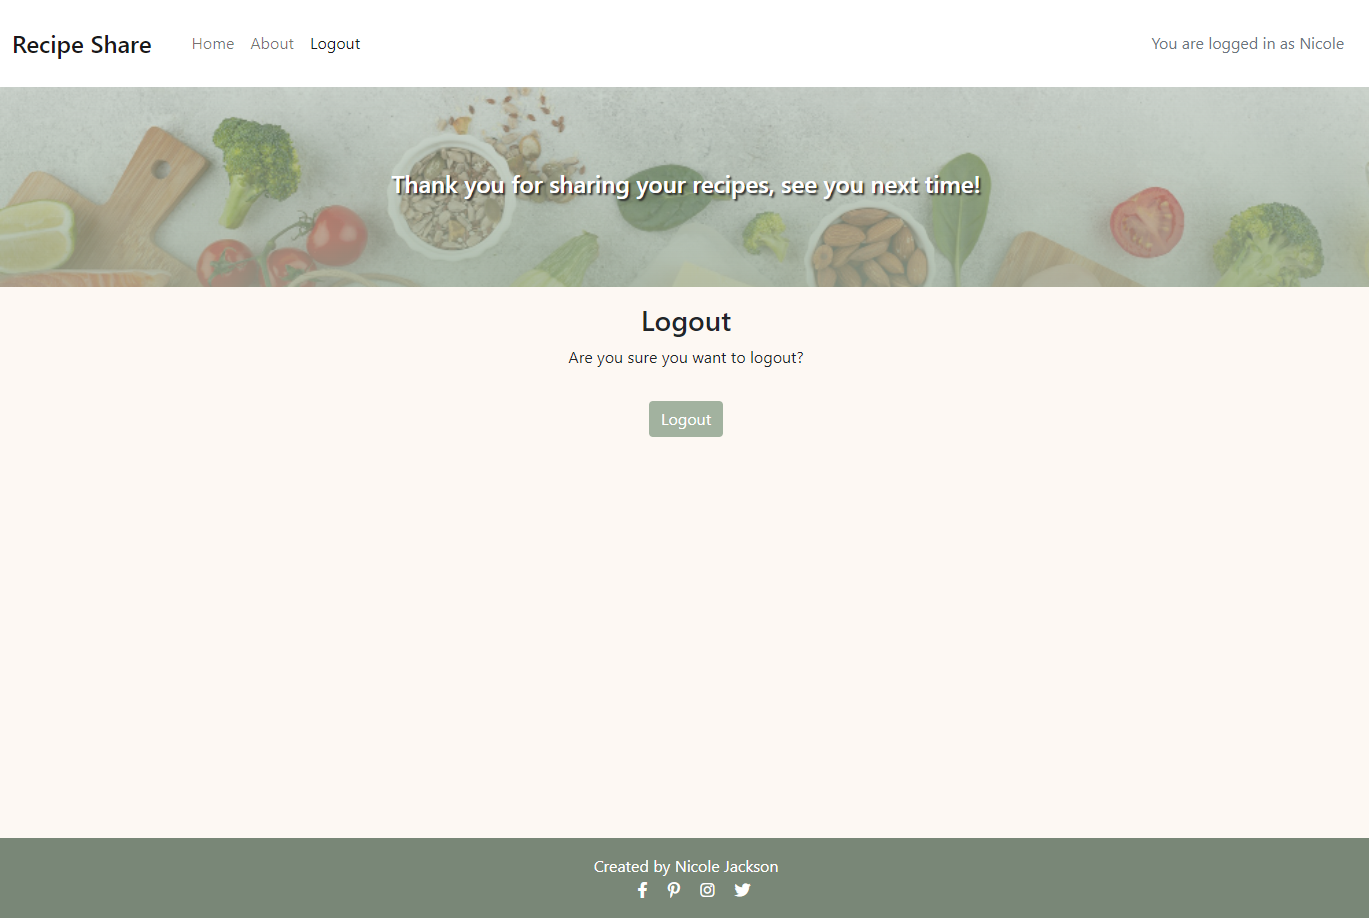 Recipe Share
Home
About
Logout
You are logged in as Nicole
Thank you for sharing your recipes, see you next time!
Logout
Are you sure you want to logout?
Logout
Created by Nicole Jackson